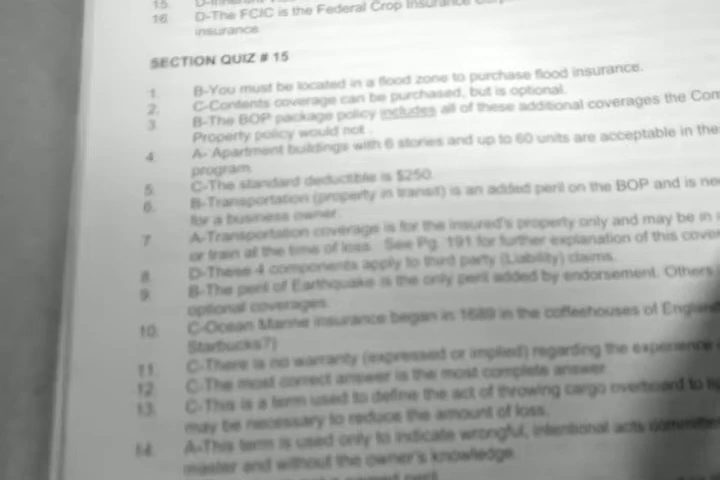 15.
16. D-The FCIC is the Federal Crop Insurance
insurance.
SECTION QUIZ # 15
1. B-You must be located in a flood zone to purchase flood insurance.
2. C-Contents coverage can be purchased, but is optional.
3. B-The BOP package policy includes all of these additional coverages the Com
Property policy would not.
4. A- Apartment buildings with 6 stories and up to 60 units are acceptable in the
program.
5. C-The standard deductible is $250.
6. B-Transportation (property in transit) is an added peril on the BOP and is ne
for a business owner.
7. A-Transportation coverage is for the insured's property only and may be in
or train at the time of loss. See Pg. 191 for further explanation of this cover
8. D-These 4 components apply to third party (Liability) claims.
9. B-The peril of Earthquake is the only peril added by endorsement. Others
optional coverages.
10. C-Ocean Marine insurance began in 1689 in the coffeehouses of England
Starbucks?)
11. C-There is no warranty (expressed or implied) regarding the experience
12. C-The most correct answer is the most complete answer.
13. C-This is a term used to define the act of throwing cargo overboard to
may be necessary to reduce the amount of loss.
14. A-This term is used only to indicate wrongful, intentional acts committed
master and without the owner's knowledge.
named peril